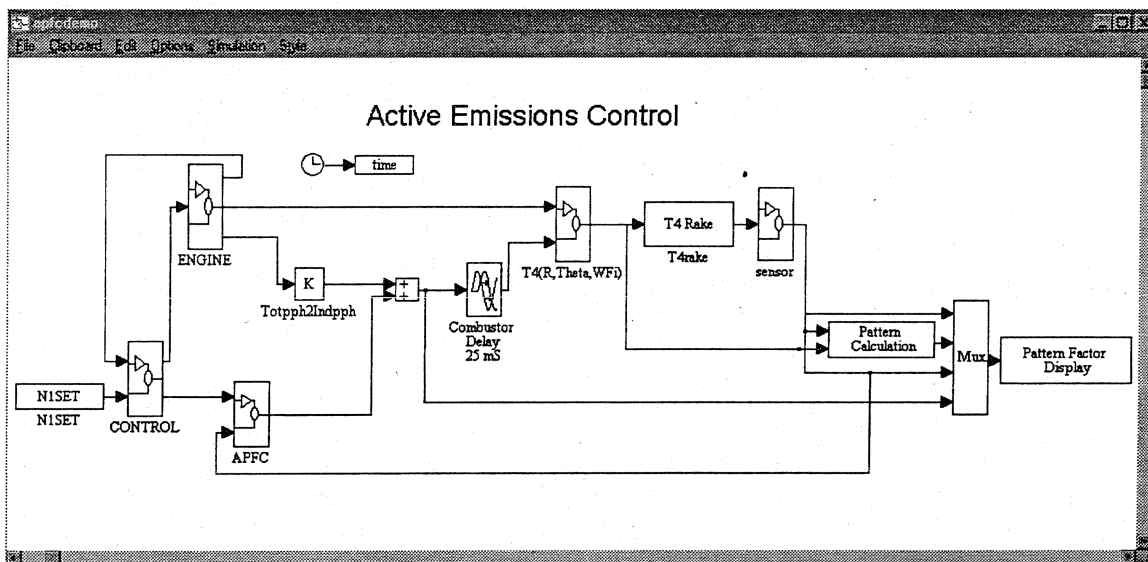 apfcdemo
File Clipboard Edit Options Simulation Style
Active Emissions Control
time
ENGINE
K
Totpph2Indpph
+
+
Combustor
Delay
25 mS
T4(R,Theta,WFi)
T4 Rake
T4rake
sensor
Pattern
Calculation
Mux
Pattern Factor
Display
N1SET
N1SET
CONTROL
APFC